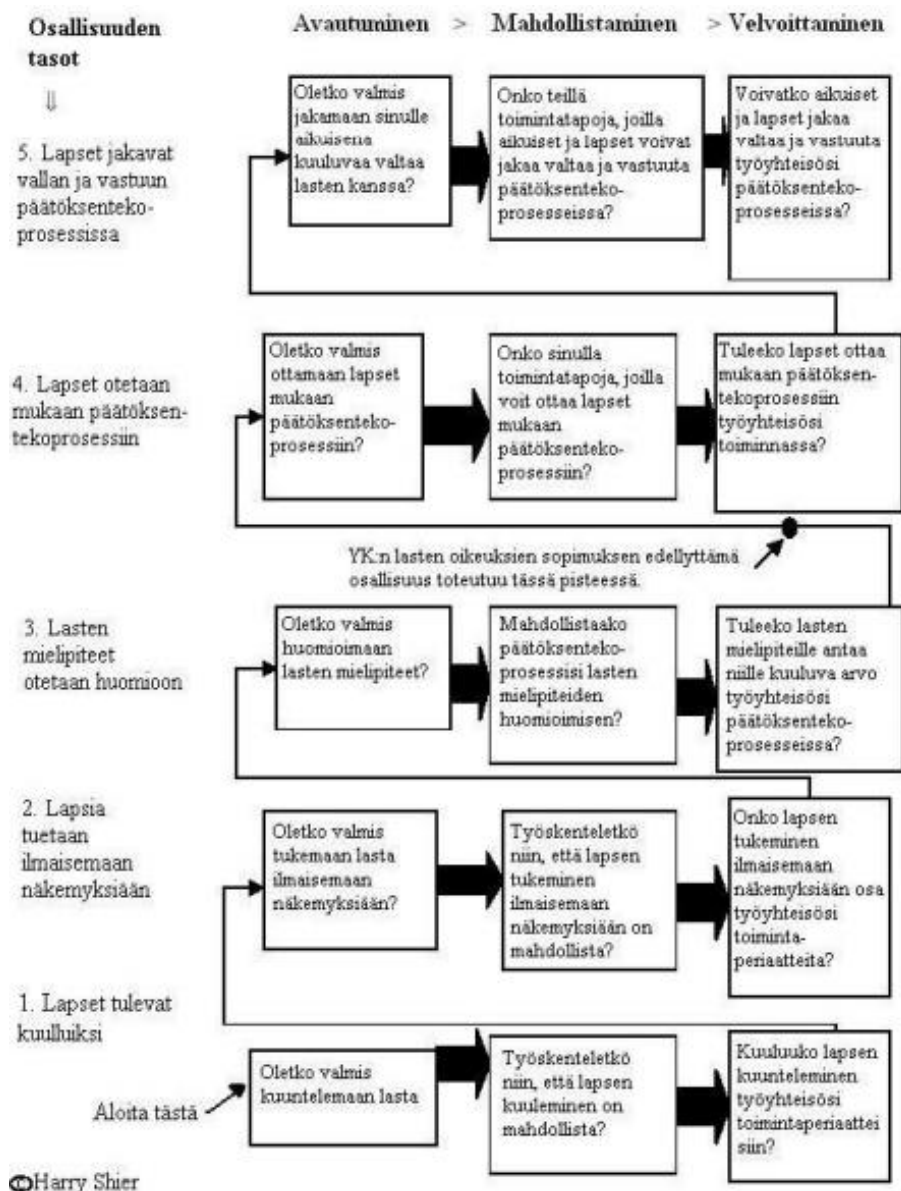 Osallisuuden
tasot
⇓
Avautuminen > Mahdollistaminen > Velvoittaminen
5. Lapset jakavat
vallan ja vastuun
päätöksenteko-
prosessissa
Oletko valmis
jakamaan sinulle
aikuisena
kuuluvaa valtaa
lasten kanssa?
Onko teillä
toimintatapoja, joilla
aikuiset ja lapset voivat
jakaa valtaa ja vastuuta
päätöksenteko-
prosesseissa?
Voivatko aikuiset
ja lapset jakaa
valtaa ja vastuuta
työyhteisösi
päätöksenteko-
prosesseissa?
4. Lapset otetaan
mukaan päätöksen-
tekoprosessiin
Oletko valmis
ottamaan lapset
mukaan
päätöksenteko-
prosessiin?
Onko sinulla
toimintatapoja, joilla
voit ottaa lapset
mukaan
päätöksenteko-
prosessiin?
Tuleeko lapset ottaa
mukaan päätöksen-
tekoprosessiin
työyhteisösi
toiminnassa?
YK:n lasten oikeuksien sopimuksen edellyttämä
osallisuus toteutuu tässä pisteessä.
3. Lasten
mielipiteet
otetaan huomioon
Oletko valmis
huomioimaan
lasten mielipiteet?
Mahdollistaako
päätöksenteko-
prosessisi lasten
mielipiteiden
huomioimisen?
Tuleeko lasten
mielipiteille antaa
niille kuuluva arvo
työyhteisösi
päätöksenteko-
prosesseissa?
2. Lapsia
tuetaan
ilmaisemaan
näkemyksiään
Oletko valmis
tukemaan lasta
ilmaisemaan
näkemyksiään?
Työskenteletkö
niin, että lapsen
tukeminen
ilmaisemaan
näkemyksiään on
mahdollista?
Onko lapsen
tukeminen
ilmaisemaan
näkemyksiään osa
työyhteisösi
toiminta-
periaatteita?
1. Lapset tulevat
kuulluiksi
Aloita tästä
Oletko valmis
kuuntelemaan lasta
Työskenteletkö
niin, että lapsen
kuuleminen on
mahdollista?
Kuuluuko lapsen
kuunteleminen
työyhteisösi
toimintaperiaattei
siin?
©Harry Shier